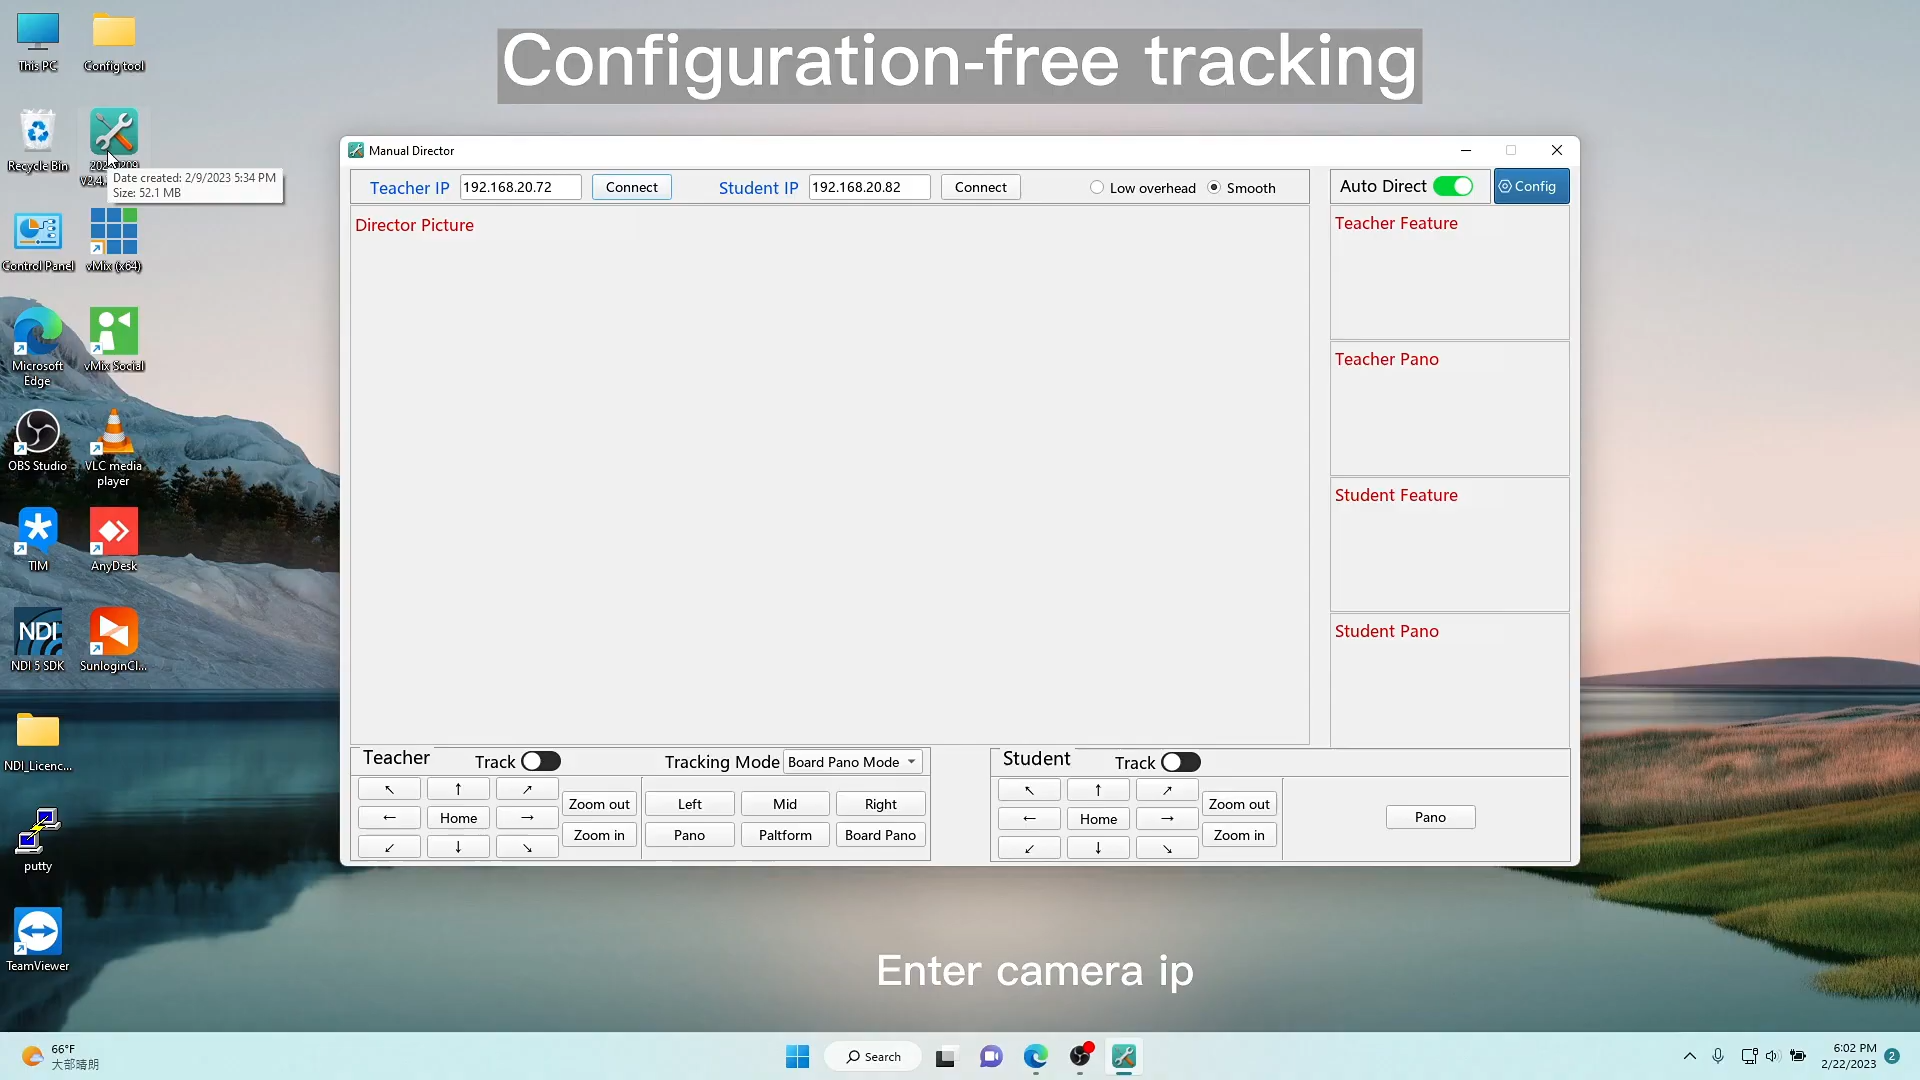 Configuration-free tracking
This PC
Config tool
Recycle Bin
Date created: 2/9/2023 5:34 PM
Size: 52.1 MB
Control Panel
vMix (x64)
Microsoft Edge
vMix Social
OBS Studio
VLC media player
TIM
AnyDesk
NDI
NDI 5 SDK
SunloginCl...
NDI_Licenc...
putty
TeamViewer
Manual Director
Teacher IP 192.168.20.72 Connect Student IP 192.168.20.82 Connect Low overhead Smooth Auto Direct Config
Director Picture
Teacher Feature
Teacher Pano
Student Feature
Student Pano
Teacher Track Tracking Mode Board Pano Mode
↖ ↑ ↗
← Home →
↙ ↓ ↘
Zoom out
Zoom in
Left Mid Right
Pano Paltform Board Pano
Student Track
↖ ↑ ↗
← Home →
↙ ↓ ↘
Zoom out
Zoom in
Pano
Enter camera ip
66°F
大部晴朗
Search
6:02 PM
2/22/2023
2